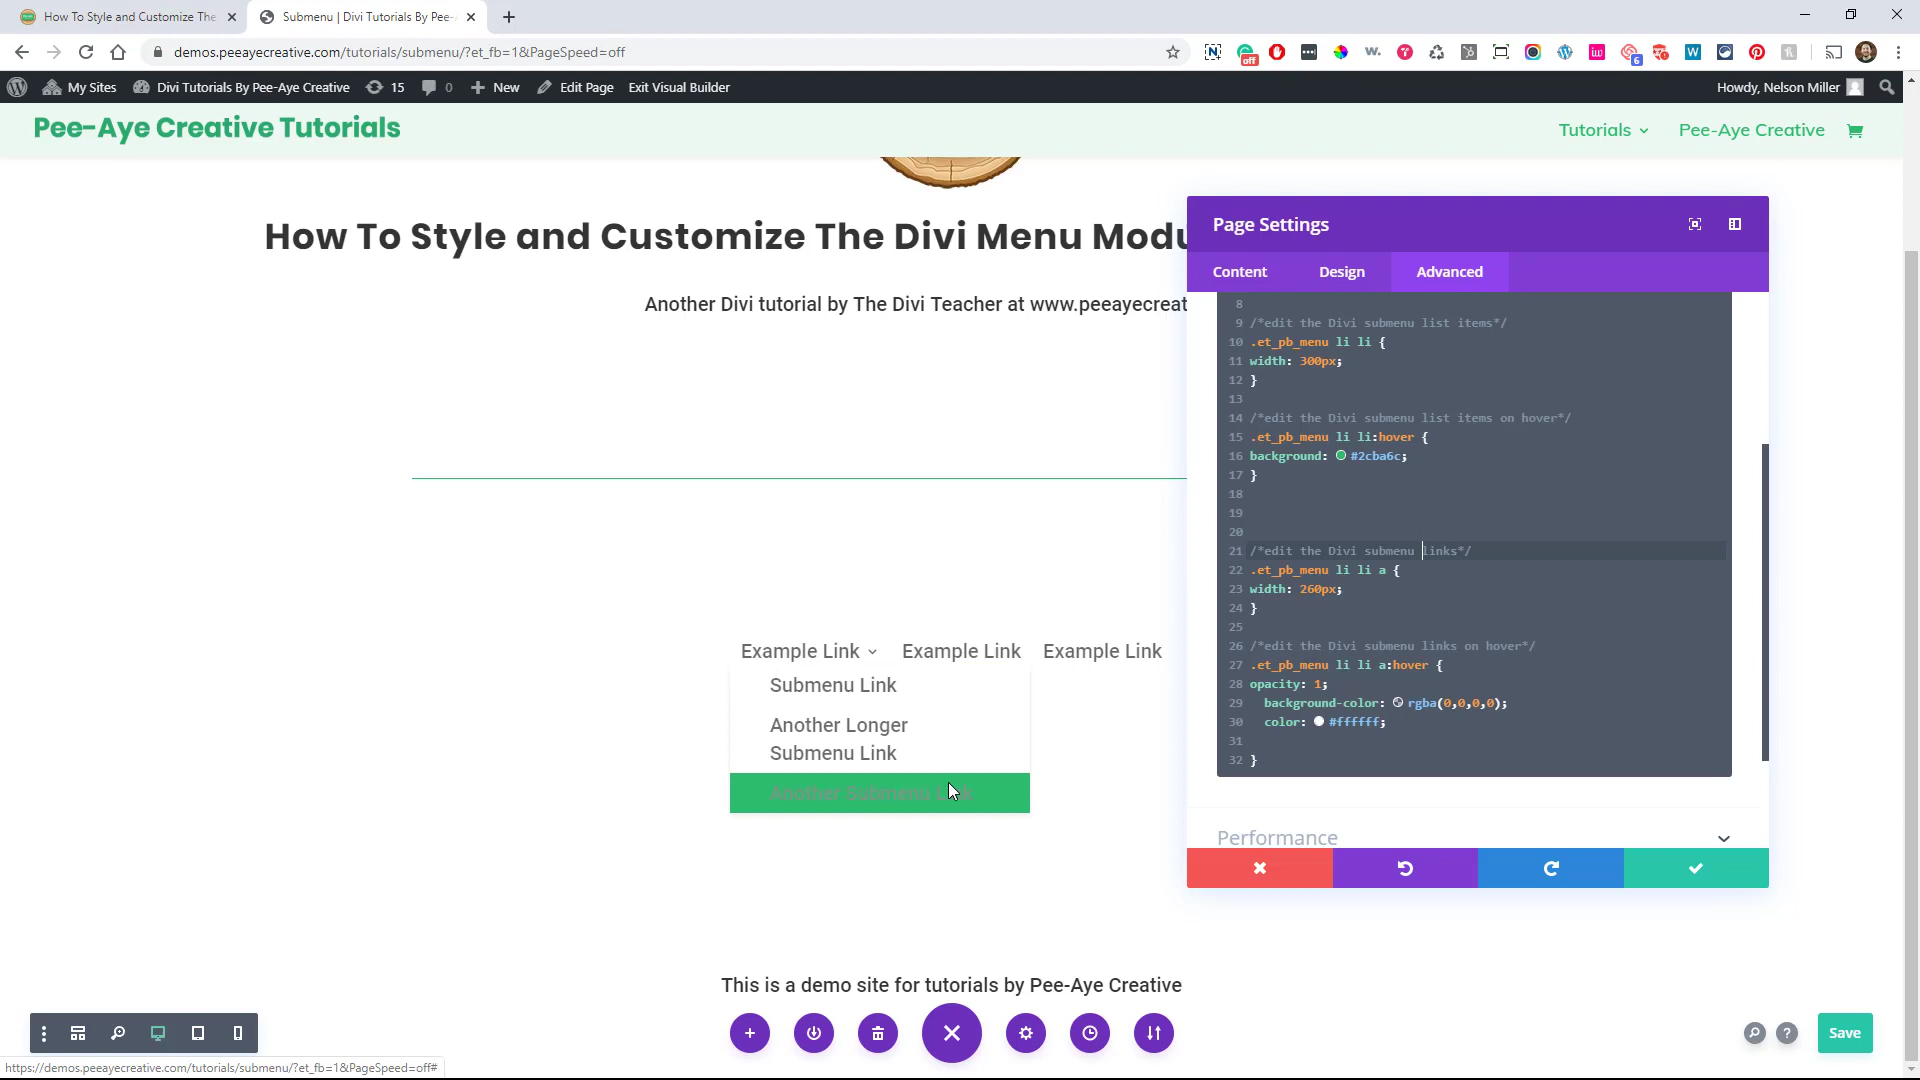 How To Style and Customize The
Submenu | Divi Tutorials By Pee-
demos.peeayecreative.com/tutorials/submenu/?et_fb=1&PageSpeed=off
off
6
My Sites
Divi Tutorials By Pee-Aye Creative
15
0
New
Edit Page
Exit Visual Builder
Howdy, Nelson Miller
Pee-Aye Creative Tutorials
Tutorials
Pee-Aye Creative
How To Style and Customize The Divi Menu Modu
Another Divi tutorial by The Divi Teacher at www.peeayecreat
Page Settings
Content
Design
Advanced
8
9 /*edit the Divi submenu list items*/
10 .et_pb_menu li li {
11 width: 300px;
12 }
13
14 /*edit the Divi submenu list items on hover*/
15 .et_pb_menu li li:hover {
16 background: #2cba6c;
17 }
18
19
20
21 /*edit the Divi submenu links*/
22 .et_pb_menu li li a {
23 width: 260px;
24 }
25
26 /*edit the Divi submenu links on hover*/
27 .et_pb_menu li li a:hover {
28 opacity: 1;
29 background-color: rgba(0,0,0,0);
30 color: #ffffff;
31
32 }
Performance
Example Link
Example Link
Example Link
Submenu Link
Another Longer
Submenu Link
Another Submenu Link
This is a demo site for tutorials by Pee-Aye Creative
?
Save
https://demos.peeayecreative.com/tutorials/submenu/?et_fb=1&PageSpeed=off#